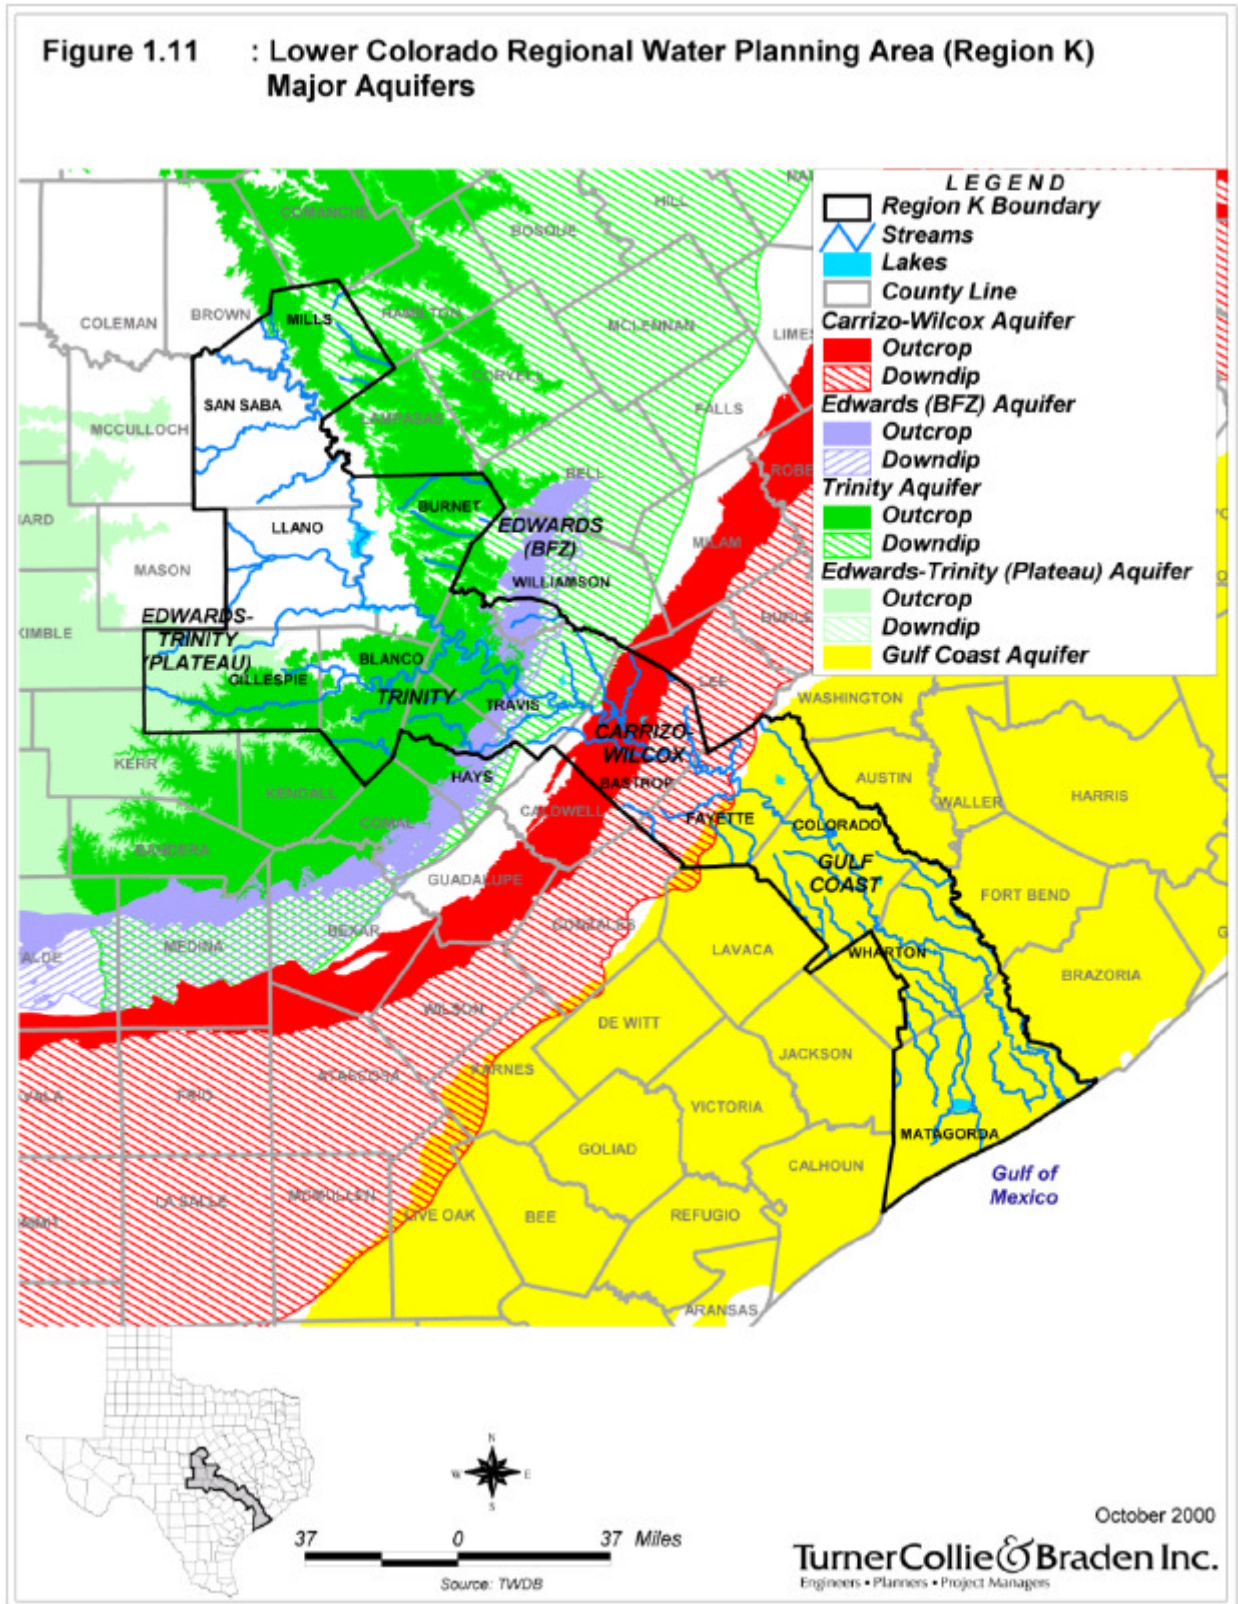 Figure 1.11 : Lower Colorado Regional Water Planning Area (Region K)
Major Aquifers
LEGEND
Region K Boundary
Streams
Lakes
County Line
Carrizo-Wilcox Aquifer
Outcrop
Downdip
Edwards (BFZ) Aquifer
Outcrop
Downdip
Trinity Aquifer
Outcrop
Downdip
Edwards-Trinity (Plateau) Aquifer
Outcrop
Downdip
Gulf Coast Aquifer
COMANCHE
HILL
BOSQUE
COLEMAN
BROWN
MILLS
HAMILTON
MCLENNAN
LIMES
SAN SABA
CORYELL
MCCULLOCH
LAMPASAS
FALLS
BELL
ROBE
BURNET
LLANO
EDWARDS
(BFZ)
MILAM
MASON
WILLIAMSON
EDWARDS-
TRINITY
(PLATEAU)
KIMBLE
BURLE
BLANCO
GILLESPIE
TRINITY
TRAVIS
LEE
WASHINGTON
CARRIZO-
WILCOX
KERR
HAYS
BASTROP
AUSTIN
KENDALL
CALDWELL
WALLER
HARRIS
COMAL
FAYETTE
COLORADO
BANDERA
GULF
COAST
GUADALUPE
FORT BEND
MEDINA
BEXAR
GONZALES
LAVACA
WHARTON
ALDE
BRAZORIA
WILSON
DE WITT
JACKSON
ATASCOSA
KARNES
VALA
FRIO
VICTORIA
MATAGORDA
GOLIAD
CALHOUN
Gulf of
Mexico
LA SALLE
MCMULLEN
LIVE OAK
BEE
REFUGIO
ARANSAS
N
W E
S
October 2000
37 0 37 Miles
Source: TWDB
TurnerCollie&Braden Inc.
Engineers • Planners • Project Managers